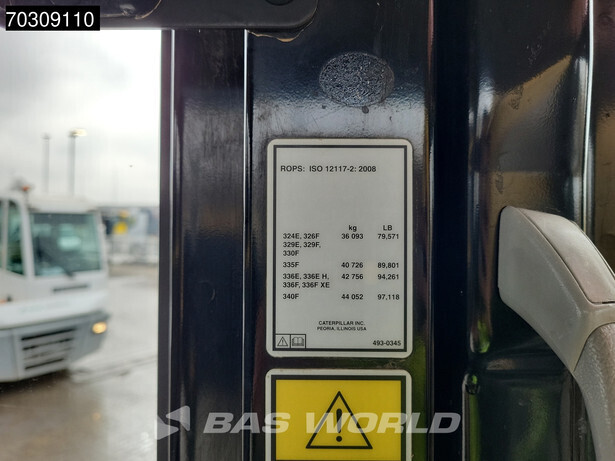 70309110
ROPS: ISO 12117-2: 2008
kg LB
324E, 326F 36 093 79,571
329E, 329F,
330F
335F 40 726 89,801
336E, 336E H, 42 756 94,261
336F, 336F XE
340F 44 052 97,118
CATERPILLAR INC.
PEORIA, ILLINOIS, USA
493-0345
BAS WORLD